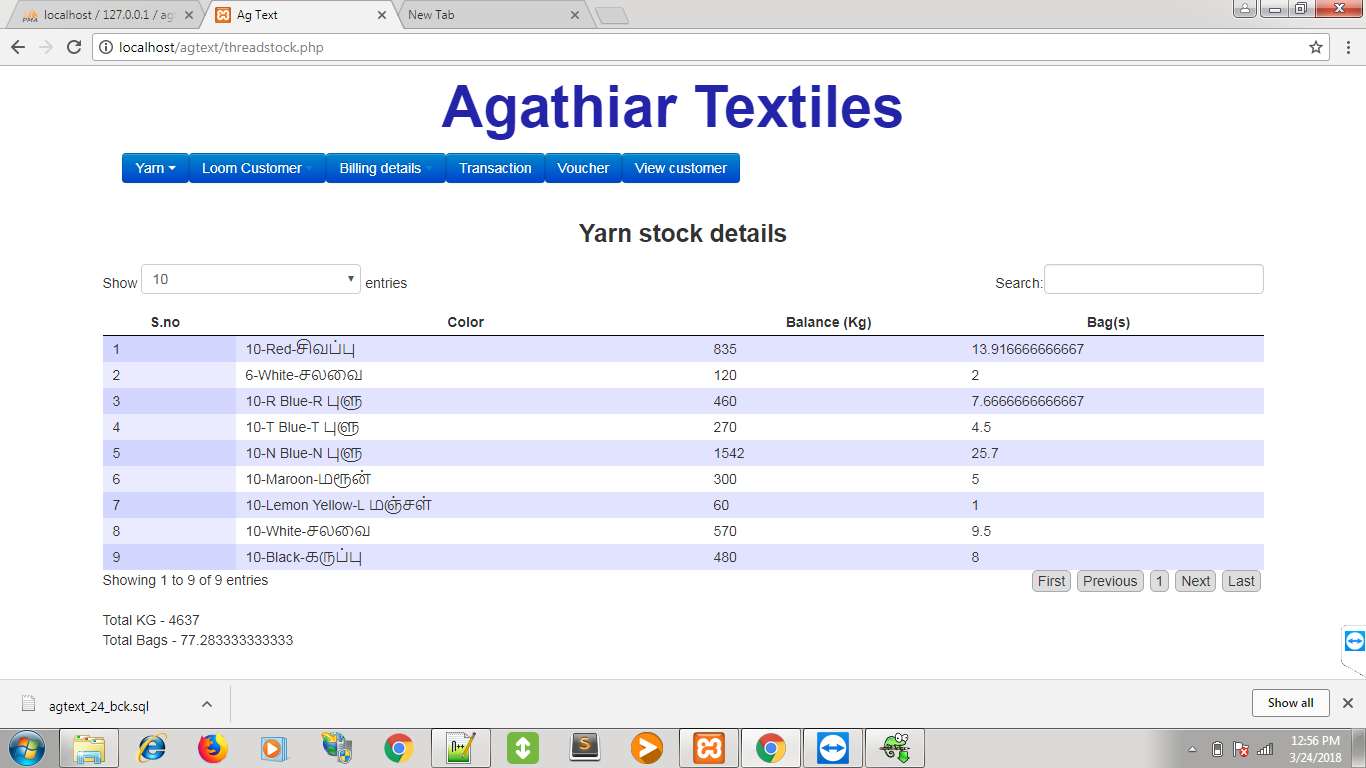 localhost / 127.0.0.1 / ag
Ag Text
New Tab
localhost/agtext/threadstock.php
Agathiar Textiles
Yarn Loom Customer Billing details Transaction Voucher View customer
Yarn stock details
Show 10 entries Search:
S.no Color Balance (Kg) Bag(s)
1 10-Red-சிவப்பு 835 13.916666666667
2 6-White-சலவை 120 2
3 10-R Blue-R புளு 460 7.6666666666667
4 10-T Blue-T புளு 270 4.5
5 10-N Blue-N புளு 1542 25.7
6 10-Maroon-மரூன் 300 5
7 10-Lemon Yellow-L மஞ்சள் 60 1
8 10-White-சலவை 570 9.5
9 10-Black-கருப்பு 480 8
Showing 1 to 9 of 9 entries First Previous 1 Next Last
Total KG - 4637
Total Bags - 77.283333333333
agtext_24_bck.sql Show all
12:56 PM
3/24/2018